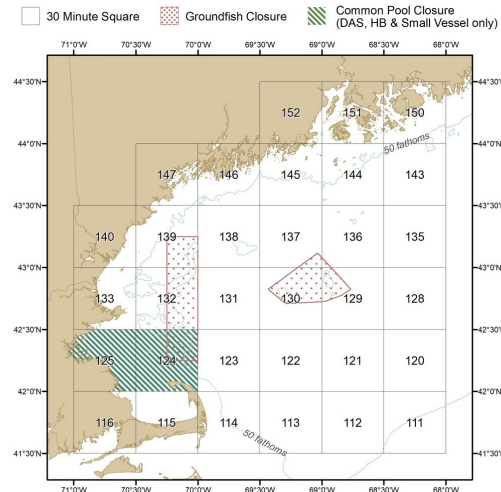 30 Minute Square
Groundfish Closure
Common Pool Closure
(DAS, HB & Small Vessel only)
71°0'W 70°30'W 70°0'W 69°30'W 69°0'W 68°30'W 68°0'W
44°30'N 44°30'N
152 151 150
44°0'N 44°0'N
50 fathoms
147 146 145 144 143
43°30'N 43°30'N
140 139 138 137 136 135
43°0'N 43°0'N
133 132 131 130 129 128
42°30'N 42°30'N
125 124 123 122 121 120
42°0'N 42°0'N
116 115 114 113 112 111
50 fathoms
41°30'N 41°30'N
71°0'W 70°30'W 70°0'W 69°30'W 69°0'W 68°30'W 68°0'W